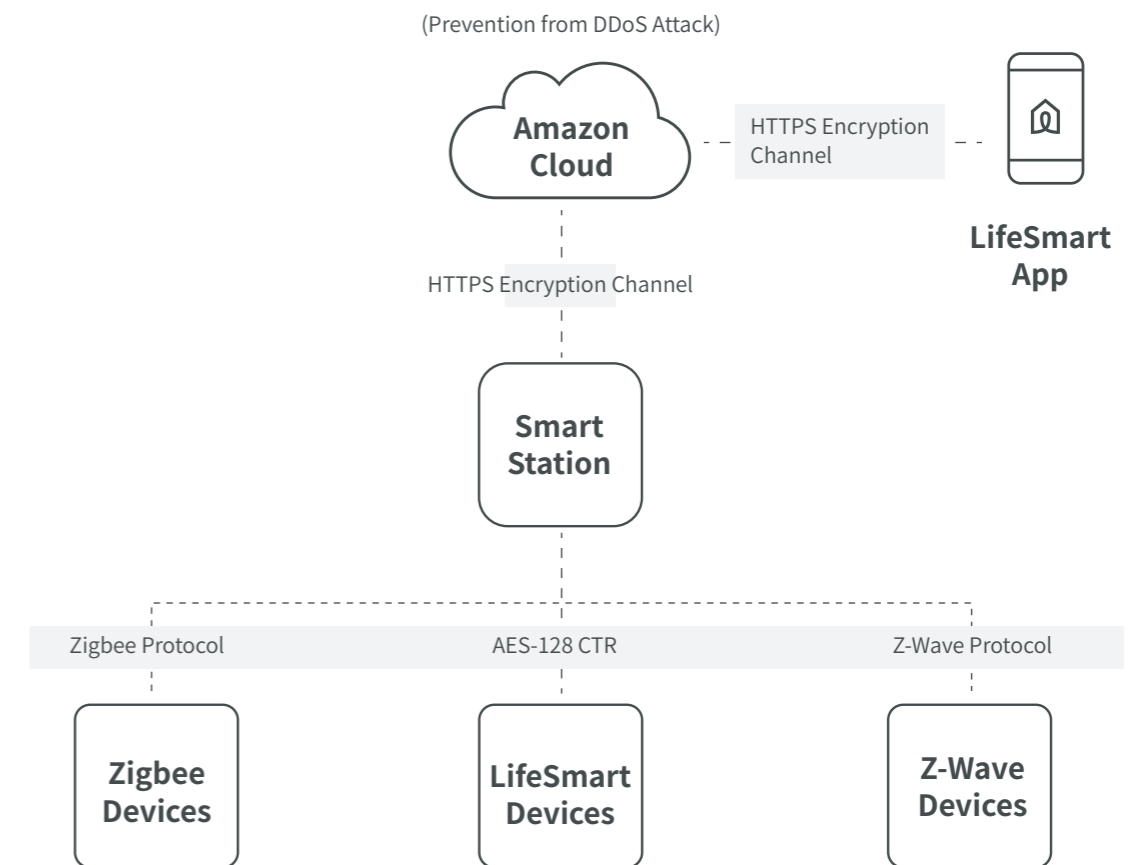 (Prevention from DDoS Attack)
Amazon
Cloud
HTTPS Encryption
Channel
LifeSmart
App
HTTPS Encryption Channel
Smart
Station
Zigbee Protocol
AES-128 CTR
Z-Wave Protocol
Zigbee
Devices
LifeSmart
Devices
Z-Wave
Devices